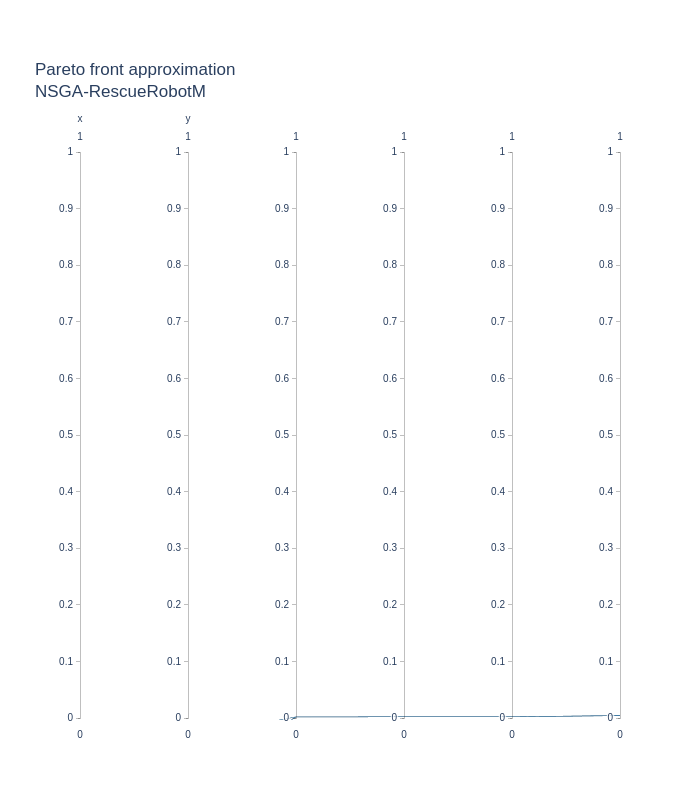 Pareto front approximation
NSGA-RescueRobotM
x y
1 1 1 1 1 1
1 1 1 1 1 1
0.9 0.9 0.9 0.9 0.9 0.9
0.8 0.8 0.8 0.8 0.8 0.8
0.7 0.7 0.7 0.7 0.7 0.7
0.6 0.6 0.6 0.6 0.6 0.6
0.5 0.5 0.5 0.5 0.5 0.5
0.4 0.4 0.4 0.4 0.4 0.4
0.3 0.3 0.3 0.3 0.3 0.3
0.2 0.2 0.2 0.2 0.2 0.2
0.1 0.1 0.1 0.1 0.1 0.1
0 0 0 0 0 0
0 0 0 0 0 0